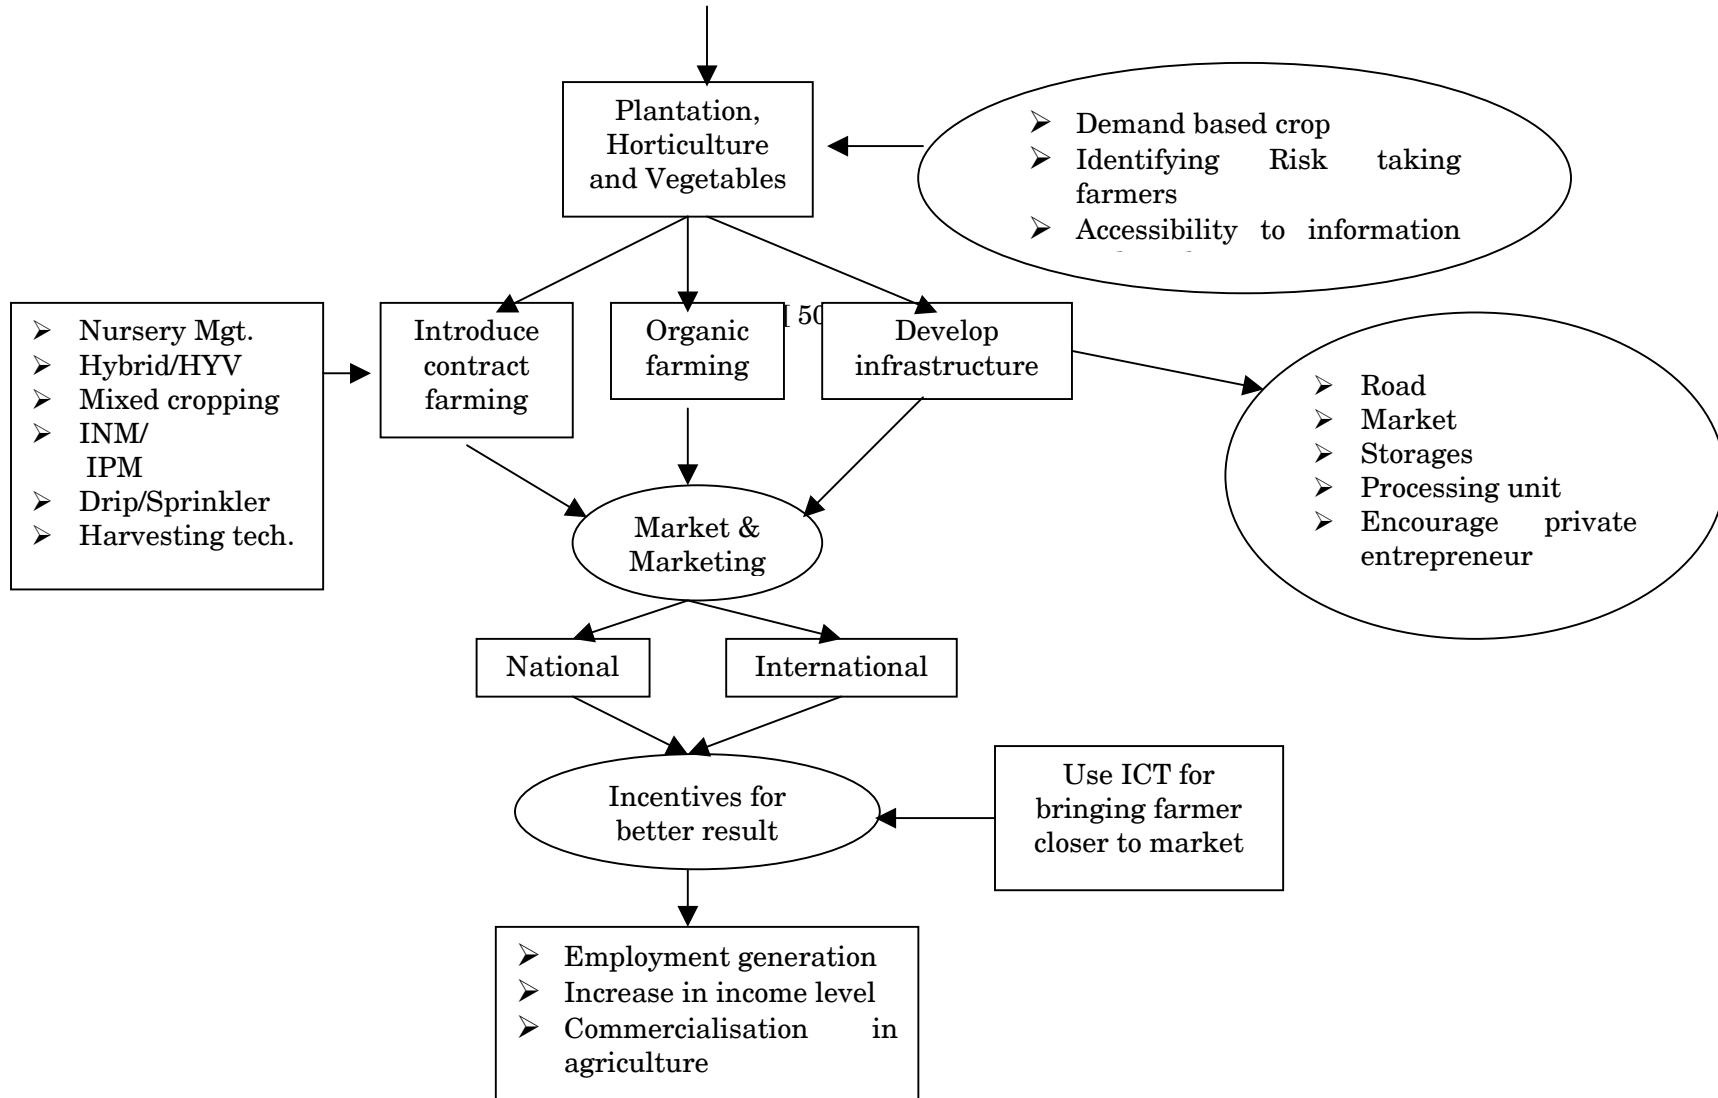 Plantation,
Horticulture
and Vegetables
➢ Demand based crop
➢ Identifying Risk taking
farmers
➢ Accessibility to information
➢ Nursery Mgt.
➢ Hybrid/HYV
➢ Mixed cropping
➢ INM/
IPM
➢ Drip/Sprinkler
➢ Harvesting tech.
Introduce
contract
farming
Organic
farming
[ 50
Develop
infrastructure
➢ Road
➢ Market
➢ Storages
➢ Processing unit
➢ Encourage private
entrepreneur
Market &
Marketing
National
International
Incentives for
better result
Use ICT for
bringing farmer
closer to market
➢ Employment generation
➢ Increase in income level
➢ Commercialisation in
agriculture